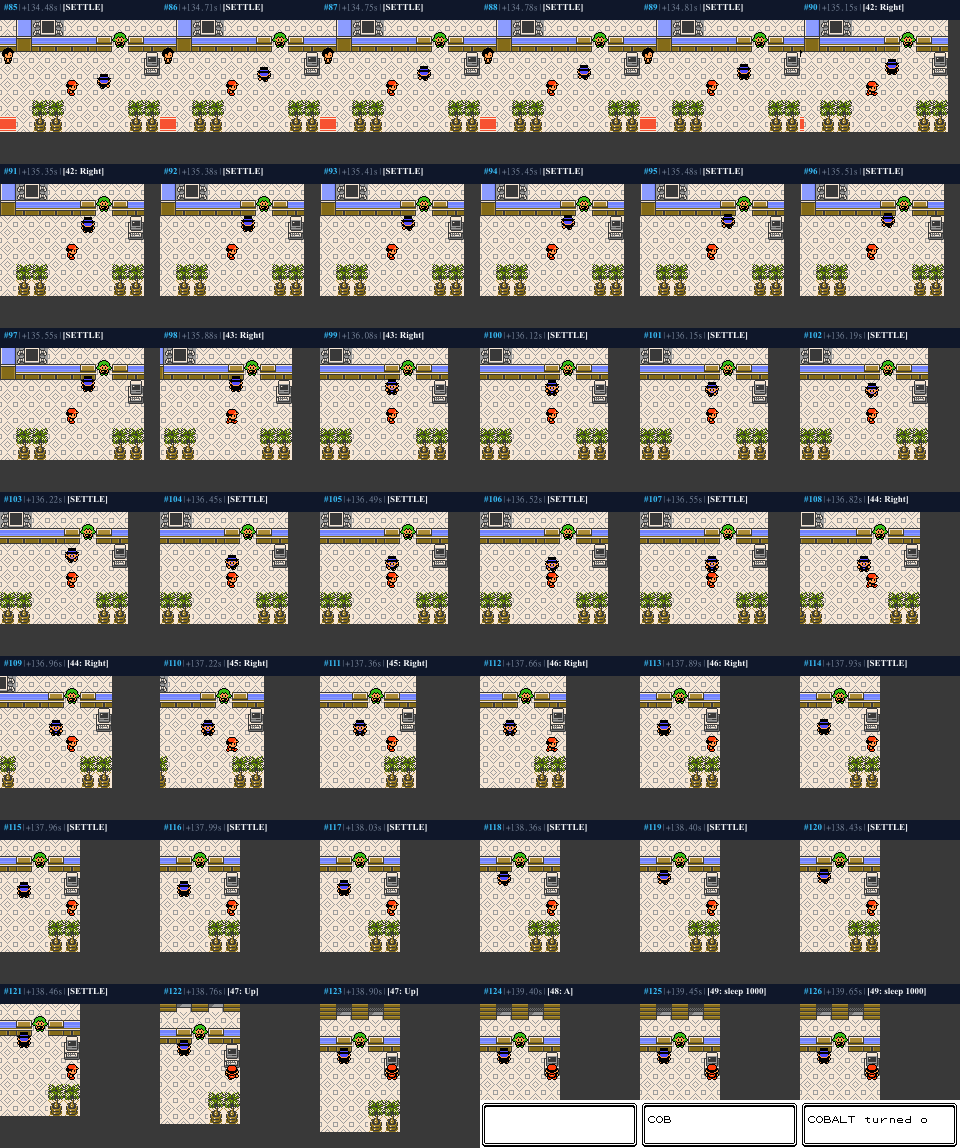 #85|+134.48s|[SETTLE] #86|+134.71s|[SETTLE] #87|+134.75s|[SETTLE] #88|+134.78s|[SETTLE] #89|+134.81s|[SETTLE] #90|+135.15s|[42: Right]
#91|+135.35s|[42: Right] #92|+135.38s|[SETTLE] #93|+135.41s|[SETTLE] #94|+135.45s|[SETTLE] #95|+135.48s|[SETTLE] #96|+135.51s|[SETTLE]
#97|+135.55s|[SETTLE] #98|+135.88s|[43: Right] #99|+136.08s|[43: Right] #100|+136.12s|[SETTLE] #101|+136.15s|[SETTLE] #102|+136.19s|[SETTLE]
#103|+136.22s|[SETTLE] #104|+136.45s|[SETTLE] #105|+136.49s|[SETTLE] #106|+136.52s|[SETTLE] #107|+136.55s|[SETTLE] #108|+136.82s|[44: Right]
#109|+136.96s|[44: Right] #110|+137.22s|[45: Right] #111|+137.36s|[45: Right] #112|+137.66s|[46: Right] #113|+137.89s|[46: Right] #114|+137.93s|[SETTLE]
#115|+137.96s|[SETTLE] #116|+137.99s|[SETTLE] #117|+138.03s|[SETTLE] #118|+138.36s|[SETTLE] #119|+138.40s|[SETTLE] #120|+138.43s|[SETTLE]
#121|+138.46s|[SETTLE] #122|+138.76s|[47: Up] #123|+138.90s|[47: Up] #124|+139.40s|[48: A] #125|+139.45s|[49: sleep 1000] #126|+139.65s|[49: sleep 1000]
COB
COBALT turned o